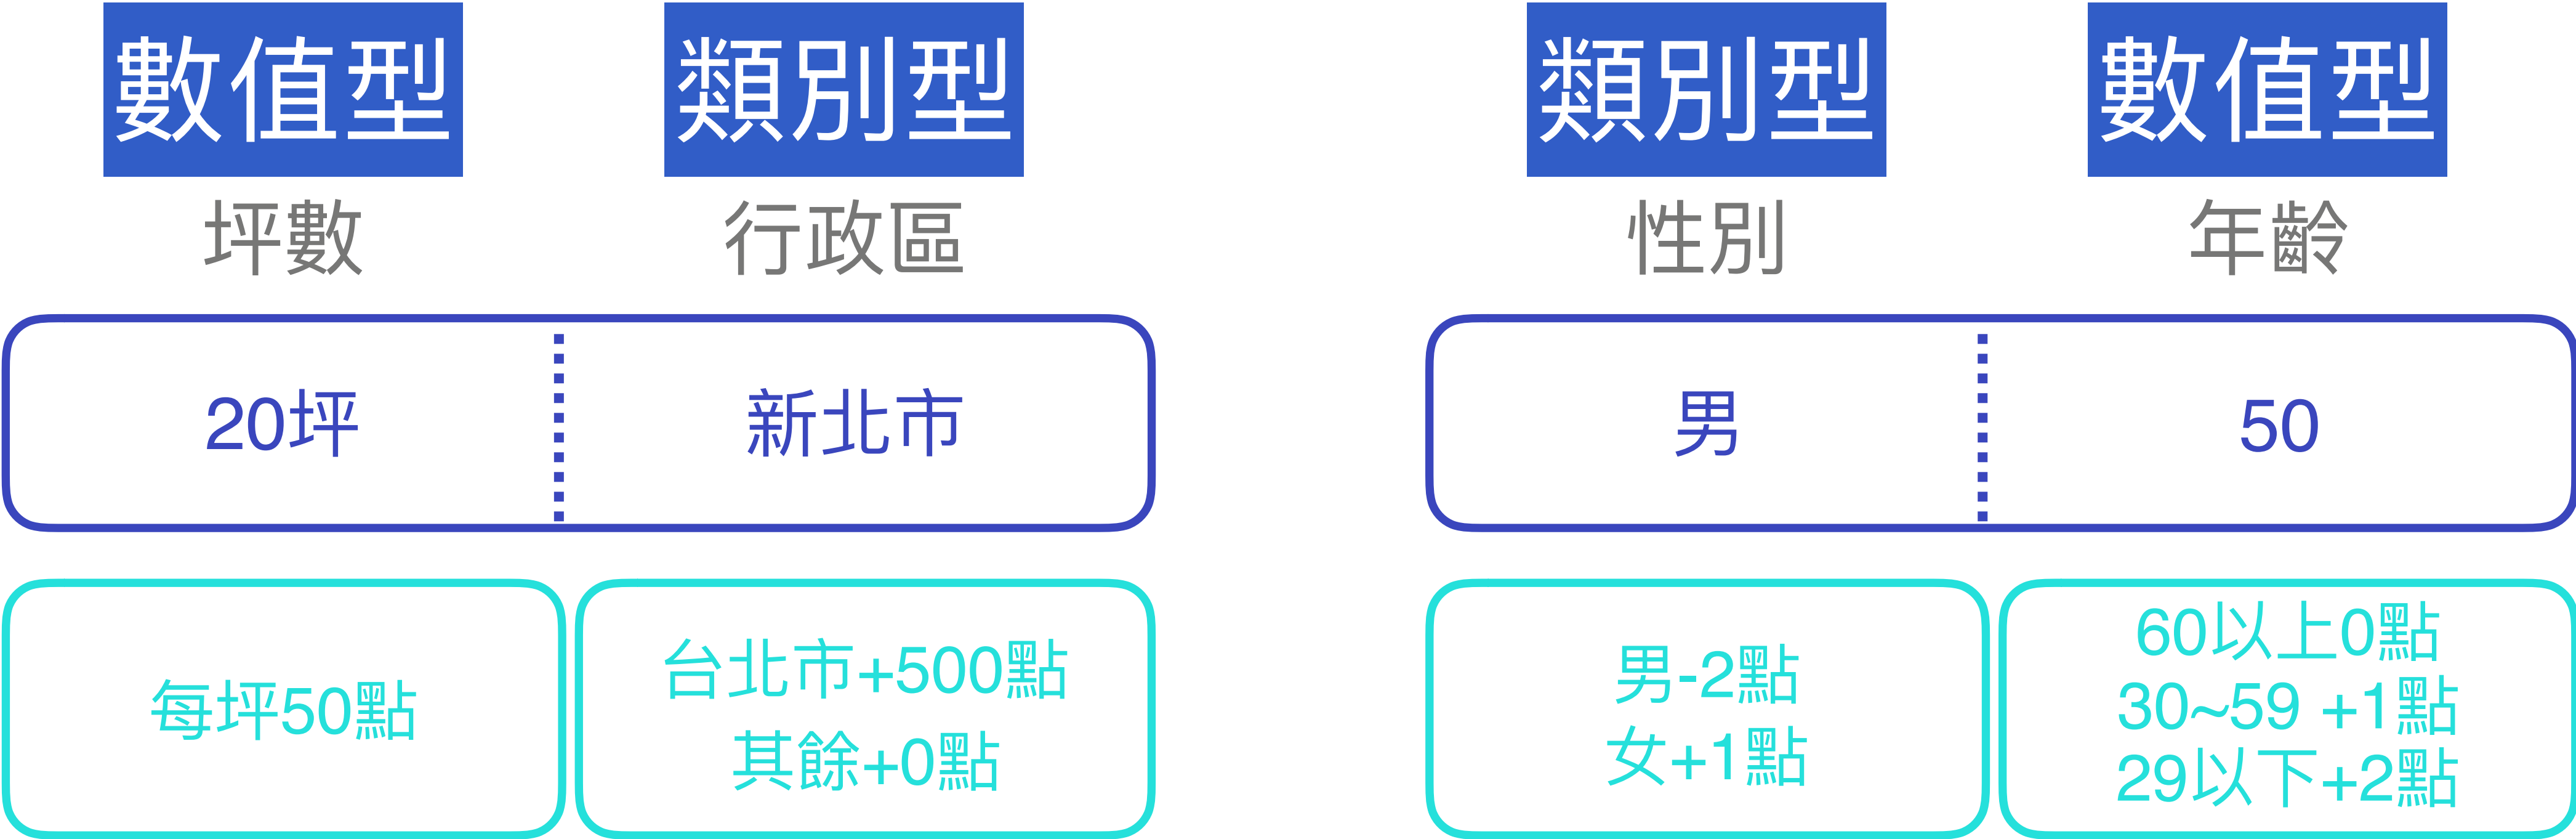 數值型 類別型 類別型 數值型
坪數 行政區 性別 年齡
20坪 新北市 男 50
每坪50點
台北市+500點
其餘+0點
男-2點
女+1點
60以上0點
30~59 +1點
29以下+2點